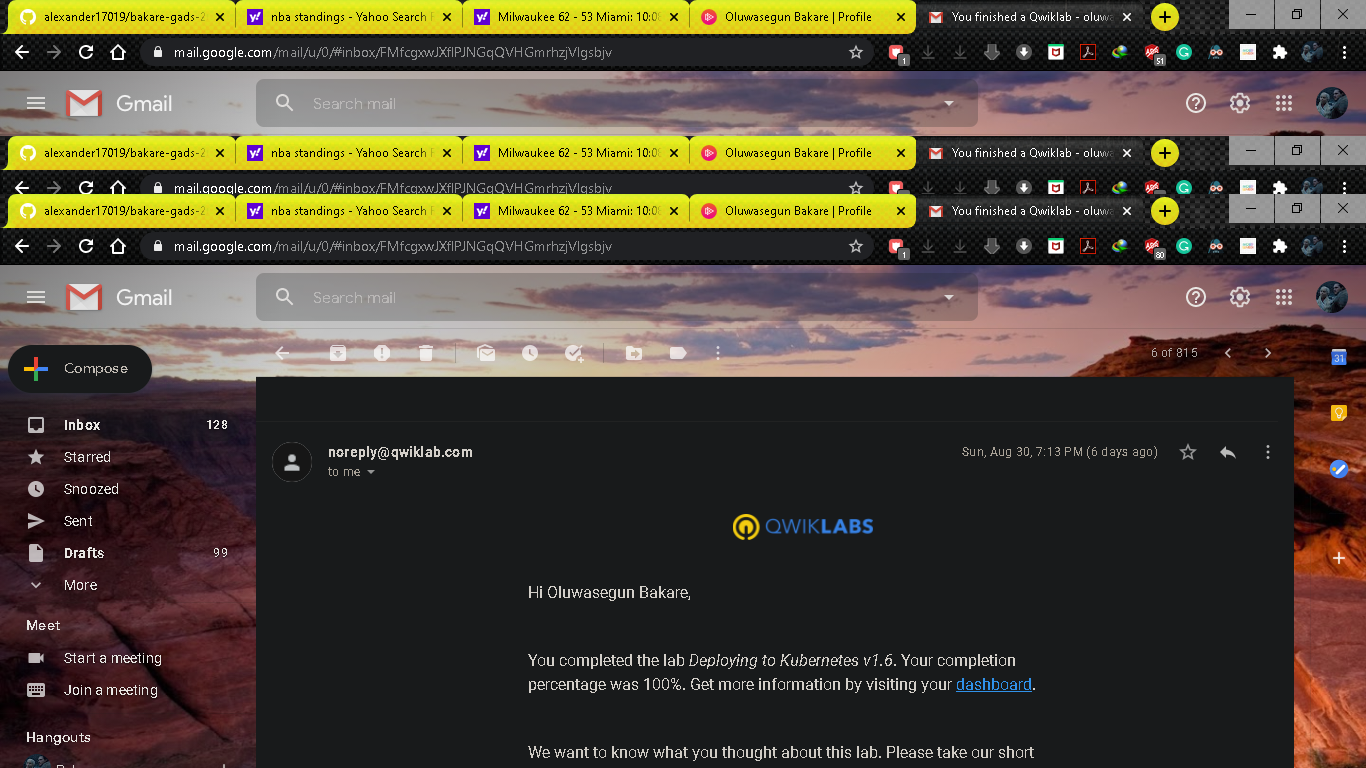 alexander17019/bakare-gads-2 nba standings - Yahoo Search Milwaukee 62 - 53 Miami: 10:0 Oluwasegun Bakare | Profile You finished a Qwiklab - oluwa
mail.google.com/mail/u/0/#inbox/FMfcgxwJXflPJNGqQVHGmrhzjVlgsbjv 1 51
Gmail Search mail
alexander17019/bakare-gads-2 nba standings - Yahoo Search Milwaukee 62 - 53 Miami: 10:0 Oluwasegun Bakare | Profile You finished a Qwiklab - oluwa
mail.google.com/mail/u/0/#inbox/FMfcgxwJXflPJNGqQVHGmrhzjVlgsbjv
alexander17019/bakare-gads-2 nba standings - Yahoo Search Milwaukee 62 - 53 Miami: 10:0 Oluwasegun Bakare | Profile You finished a Qwiklab - oluwa
mail.google.com/mail/u/0/#inbox/FMfcgxwJXflPJNGqQVHGmrhzjVlgsbjv 1 60
Gmail Search mail
6 of 815
31
Compose
Inbox 128
Starred
Snoozed
Sent
Drafts 99
More
Meet
Start a meeting
Join a meeting
Hangouts
noreply@qwiklab.com Sun, Aug 30, 7:13 PM (6 days ago)
to me
QWIKLABS
Hi Oluwasegun Bakare,
You completed the lab Deploying to Kubernetes v1.6. Your completion
percentage was 100%. Get more information by visiting your dashboard.
We want to know what you thought about this lab. Please take our short